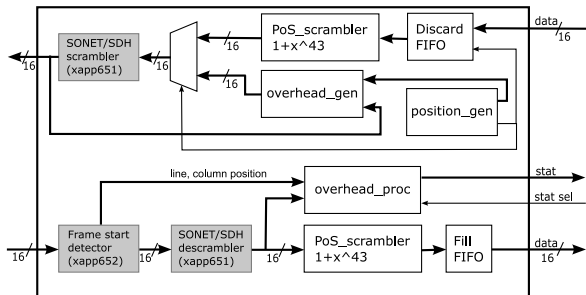 SONET/SDH
scrambler
(xapp651)
PoS_scrambler
1+x^43
Discard
FIFO
data
16
16
16
16
16
16
overhead_gen
position_gen
line, column position
overhead_proc
stat
stat sel
Frame start
detector
(xapp652)
SONET/SDH
descrambler
(xapp651)
PoS_scrambler
1+x^43
Fill
FIFO
data
16
16
16
16